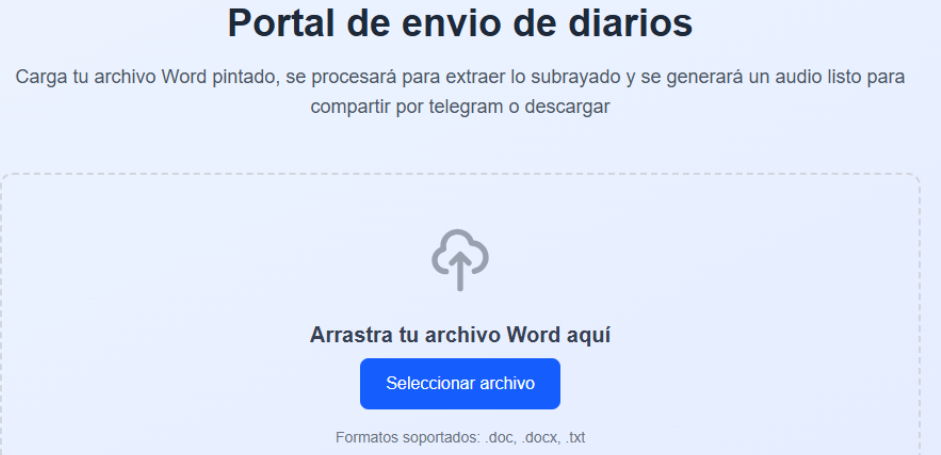 Portal de envio de diarios
Carga tu archivo Word pintado, se procesará para extraer lo subrayado y se generará un audio listo para
compartir por telegram o descargar
Arrastra tu archivo Word aquí
Seleccionar archivo
Formatos soportados: .doc, .docx, .txt